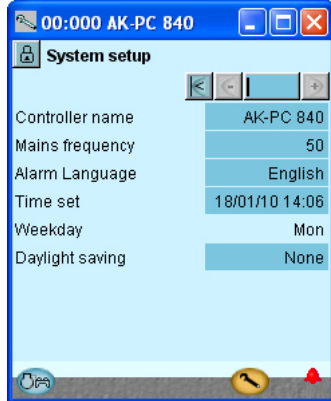 00:000 AK-PC 840
System setup
Controller name AK-PC 840
Mains frequency 50
Alarm Language English
Time set 18/01/10 14:06
Weekday Mon
Daylight saving None